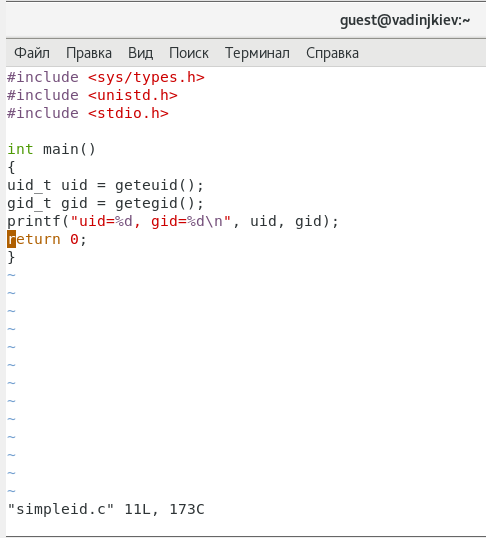 guest@vadinjkiev:~
Файл Правка Вид Поиск Терминал Справка
#include <sys/types.h>
#include <unistd.h>
#include <stdio.h>

int main()
{
uid_t uid = geteuid();
gid_t gid = getegid();
printf("uid=%d, gid=%d\n", uid, gid);
return 0;
}
~
~
~
~
~
~
~
~
~
~
~
~
~
"simpleid.c" 11L, 173C